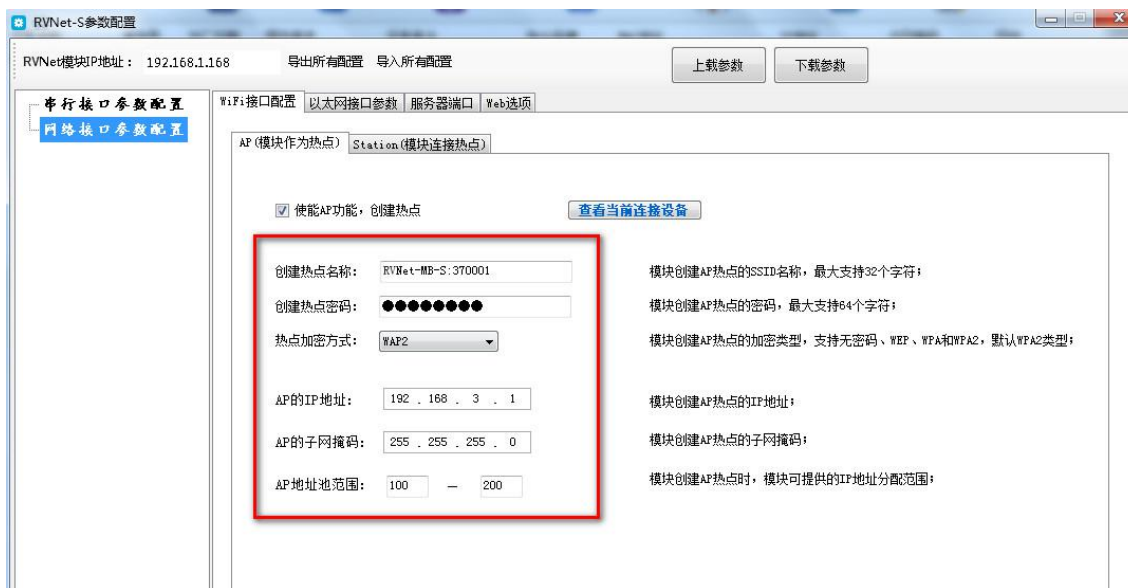 RVNet-S参数配置
RVNet模块IP地址： 192.168.1.168 导出所有配置 导入所有配置 上载参数 下载参数
串行接口参数配置
网络接口参数配置
WiFi接口配置 以太网接口参数 服务器端口 Web选项
AP(模块作为热点) Station(模块连接热点)
使能AP功能，创建热点 查看当前连接设备
创建热点名称： RVNet-MB-S:370001 模块创建AP热点的SSID名称，最大支持32个字符；
创建热点密码： ●●●●●●●● 模块创建AP热点的密码，最大支持64个字符；
热点加密方式： WAP2 模块创建AP热点的加密类型，支持无密码、WEP、WPA和WPA2，默认WPA2类型；
AP的IP地址： 192 . 168 . 3 . 1 模块创建AP热点的IP地址；
AP的子网掩码： 255 . 255 . 255 . 0 模块创建AP热点的子网掩码；
AP地址池范围： 100 — 200 模块创建AP热点时，模块可提供的IP地址分配范围；